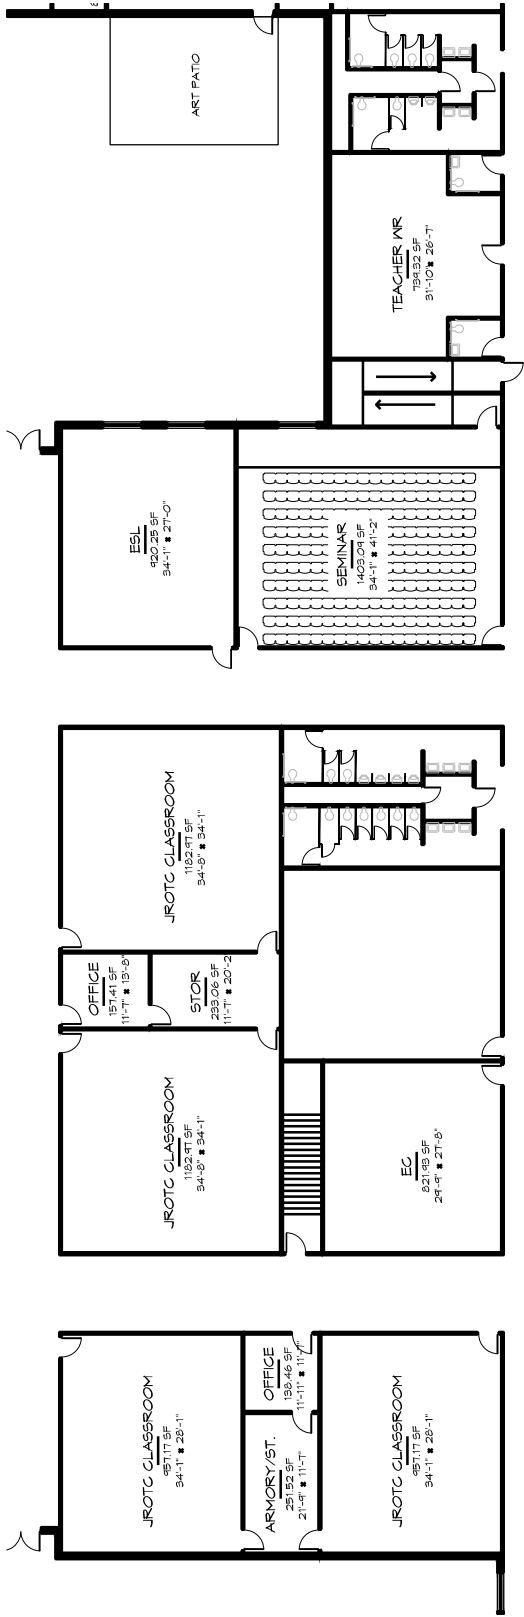 ART PATIO
TEACHER WR
739.32 SF
31'-10" x 26'-7"
ESL
920.25 SF
34'-1" x 27'-0"
SEMINAR
1403.09 SF
34'-1" x 41'-2"
JROTC CLASSROOM
1182.97 SF
34'-8" x 34'-1"
OFFICE
157.41 SF
11'-7" x 13'-8"
STOR
233.06 SF
11'-7" x 20'-2
JROTC CLASSROOM
1182.97 SF
34'-8" x 34'-1"
EC
821.93 SF
29'-9" x 27'-8"
JROTC CLASSROOM
957.17 SF
34'-1" x 28'-1"
OFFICE
138.46 SF
11'-11" x 11'-7"
ARMORY/ST.
251.52 SF
21'-9" x 11'-7"
JROTC CLASSROOM
957.17 SF
34'-1" x 28'-1"